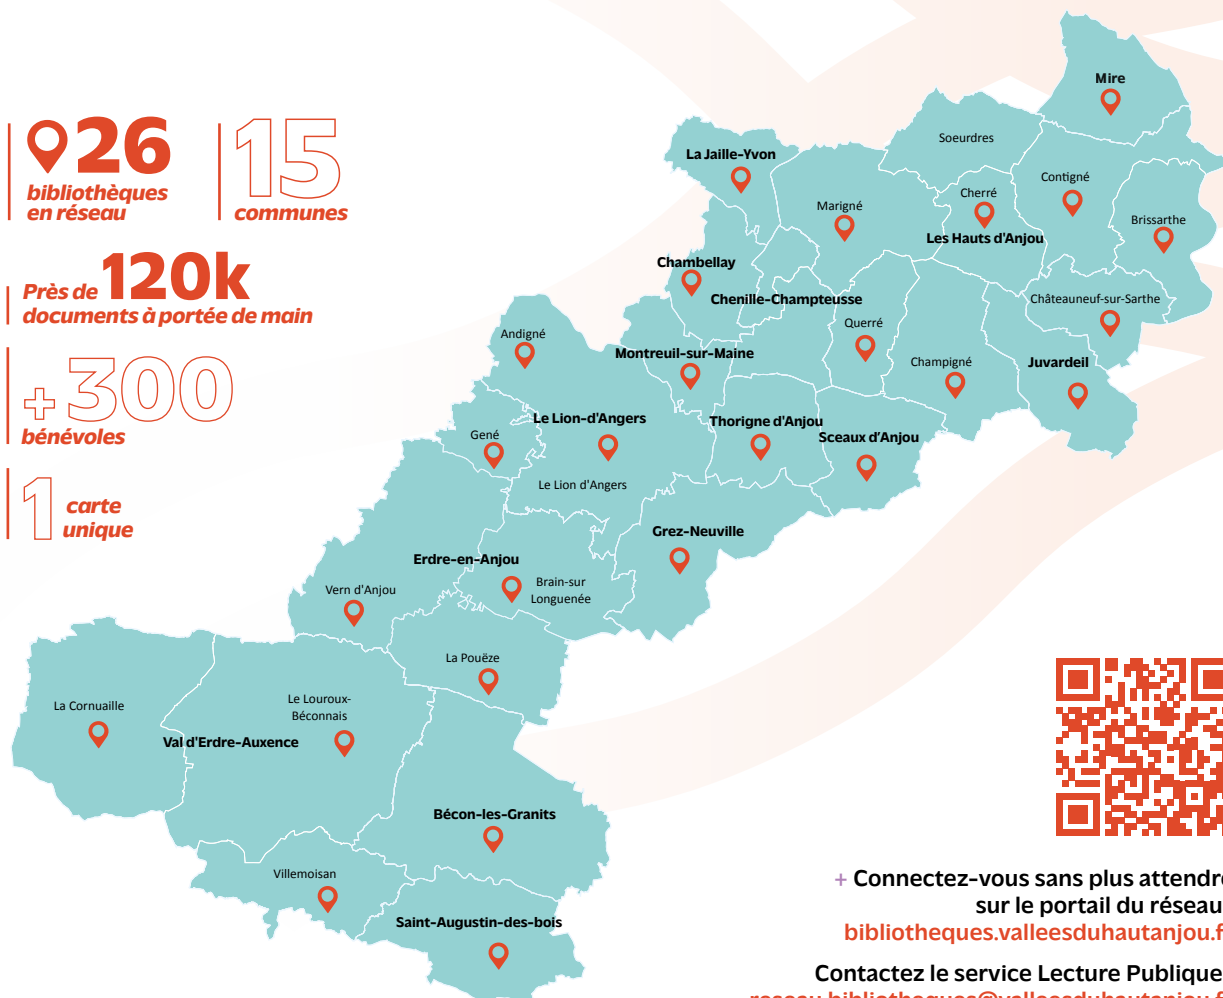 26
bibliothèques
en réseau
15
communes
Près de 120k
documents à portée de main
+300
bénévoles
1 carte
unique
Mire
Soeurdres
La Jaille-Yvon
Contigné
Cherré
Marigné
Brissarthe
Les Hauts d'Anjou
Chambellay
Chenille-Champteusse
Châteauneuf-sur-Sarthe
Querré
Andigné
Montreuil-sur-Maine
Champigné
Juvardeil
Le Lion-d'Angers
Thorigne d'Anjou
Gené
Sceaux d'Anjou
Le Lion d'Angers
Grez-Neuville
Erdre-en-Anjou
Brain-sur
Longuenée
Vern d'Anjou
La Pouëze
Le Louroux-
Béconnais
La Cornuaille
Val d'Erdre-Auxence
Bécon-les-Granits
Villemoisan
Saint-Augustin-des-bois
+ Connectez-vous sans plus attendre
sur le portail du réseau
bibliotheques.valleesduhautanjou.f
Contactez le service Lecture Publique
reseau.bibliotheques@valleesduhautanjou.f